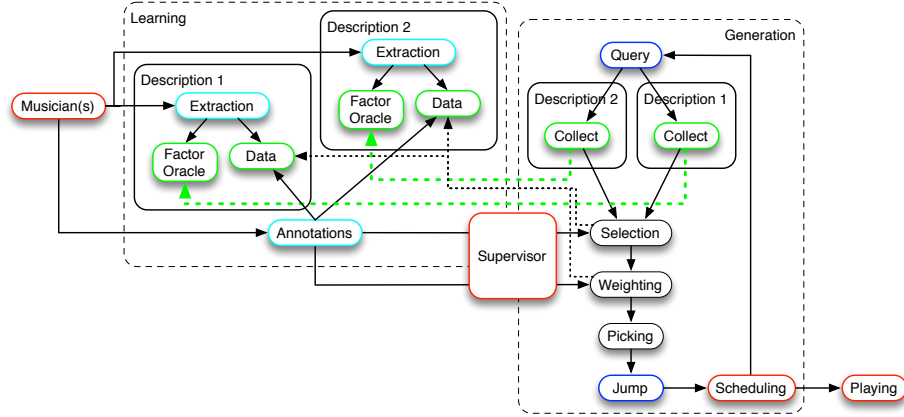 Learning
Description 2
Extraction
Factor
Oracle
Data
Description 1
Extraction
Factor
Oracle
Data
Musician(s)
Annotations
Supervisor
Generation
Query
Description 2
Collect
Description 1
Collect
Selection
Weighting
Picking
Jump
Scheduling
Playing